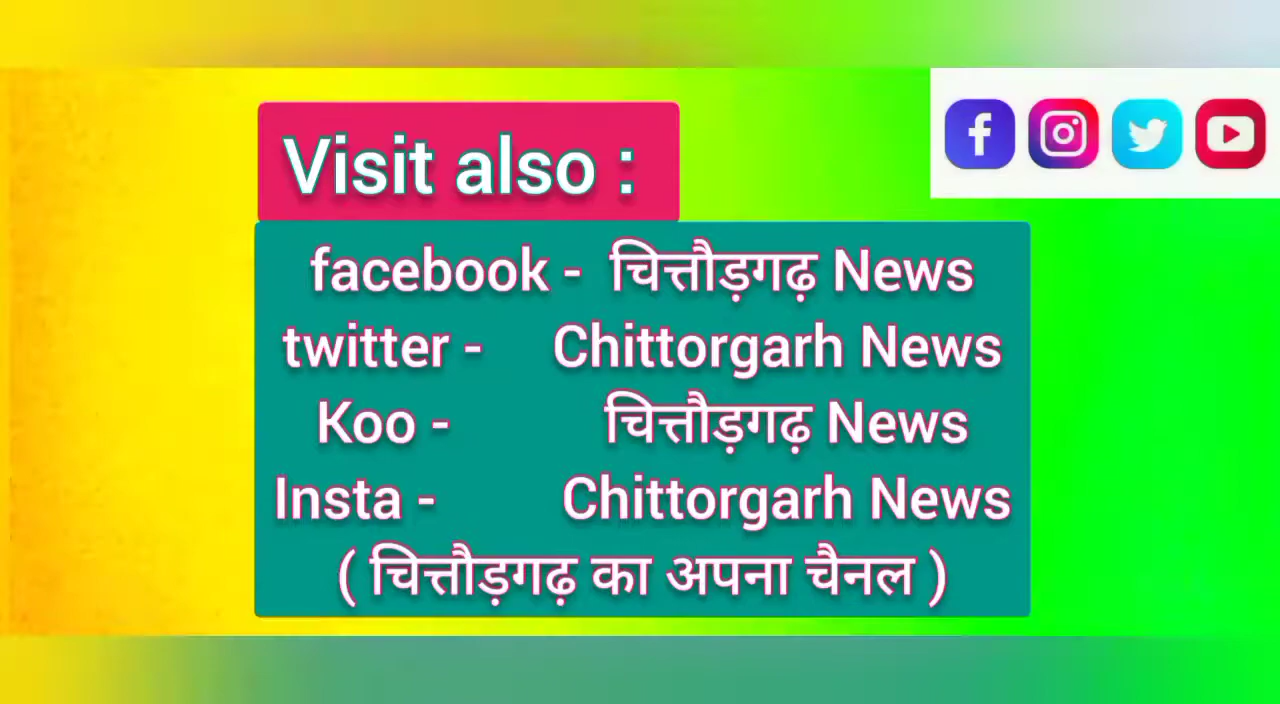 Visit also :
facebook - चित्तौड़गढ़ News
twitter - Chittorgarh News
Koo - चित्तौड़गढ़ News
Insta - Chittorgarh News
( चित्तौड़गढ़ का अपना चैनल )